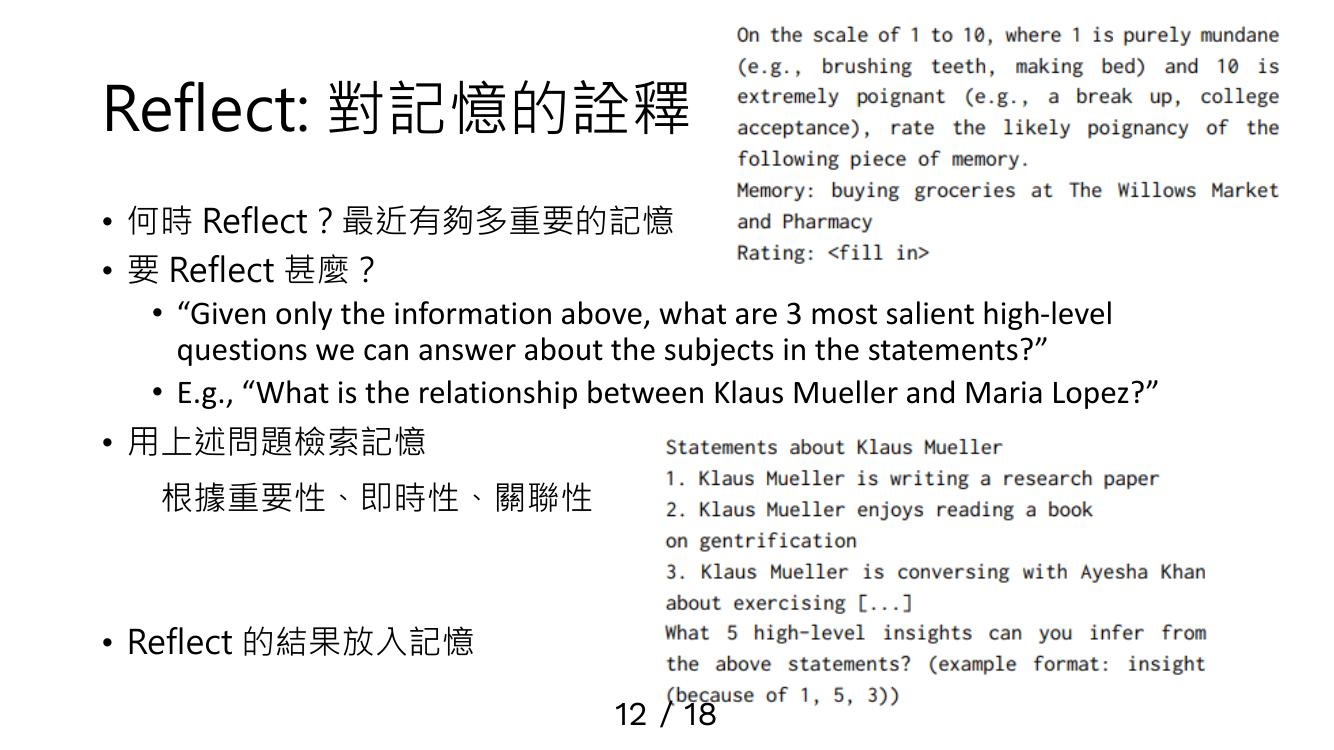 Reflect: 對記憶的詮釋
On the scale of 1 to 10, where 1 is purely mundane
(e.g., brushing teeth, making bed) and 10 is
extremely poignant (e.g., a break up, college
acceptance), rate the likely poignancy of the
following piece of memory.
Memory: buying groceries at The Willows Market
and Pharmacy
Rating: <fill in>
• 何時 Reflect？最近有夠多重要的記憶
• 要 Reflect 甚麼？
• “Given only the information above, what are 3 most salient high-level
questions we can answer about the subjects in the statements?”
• E.g., “What is the relationship between Klaus Mueller and Maria Lopez?”
• 用上述問題檢索記憶
根據重要性、即時性、關聯性
• Reflect 的結果放入記憶
Statements about Klaus Mueller
1. Klaus Mueller is writing a research paper
2. Klaus Mueller enjoys reading a book
on gentrification
3. Klaus Mueller is conversing with Ayesha Khan
about exercising [...]
What 5 high-level insights can you infer from
the above statements? (example format: insight
(because of 1, 5, 3))
12 / 18